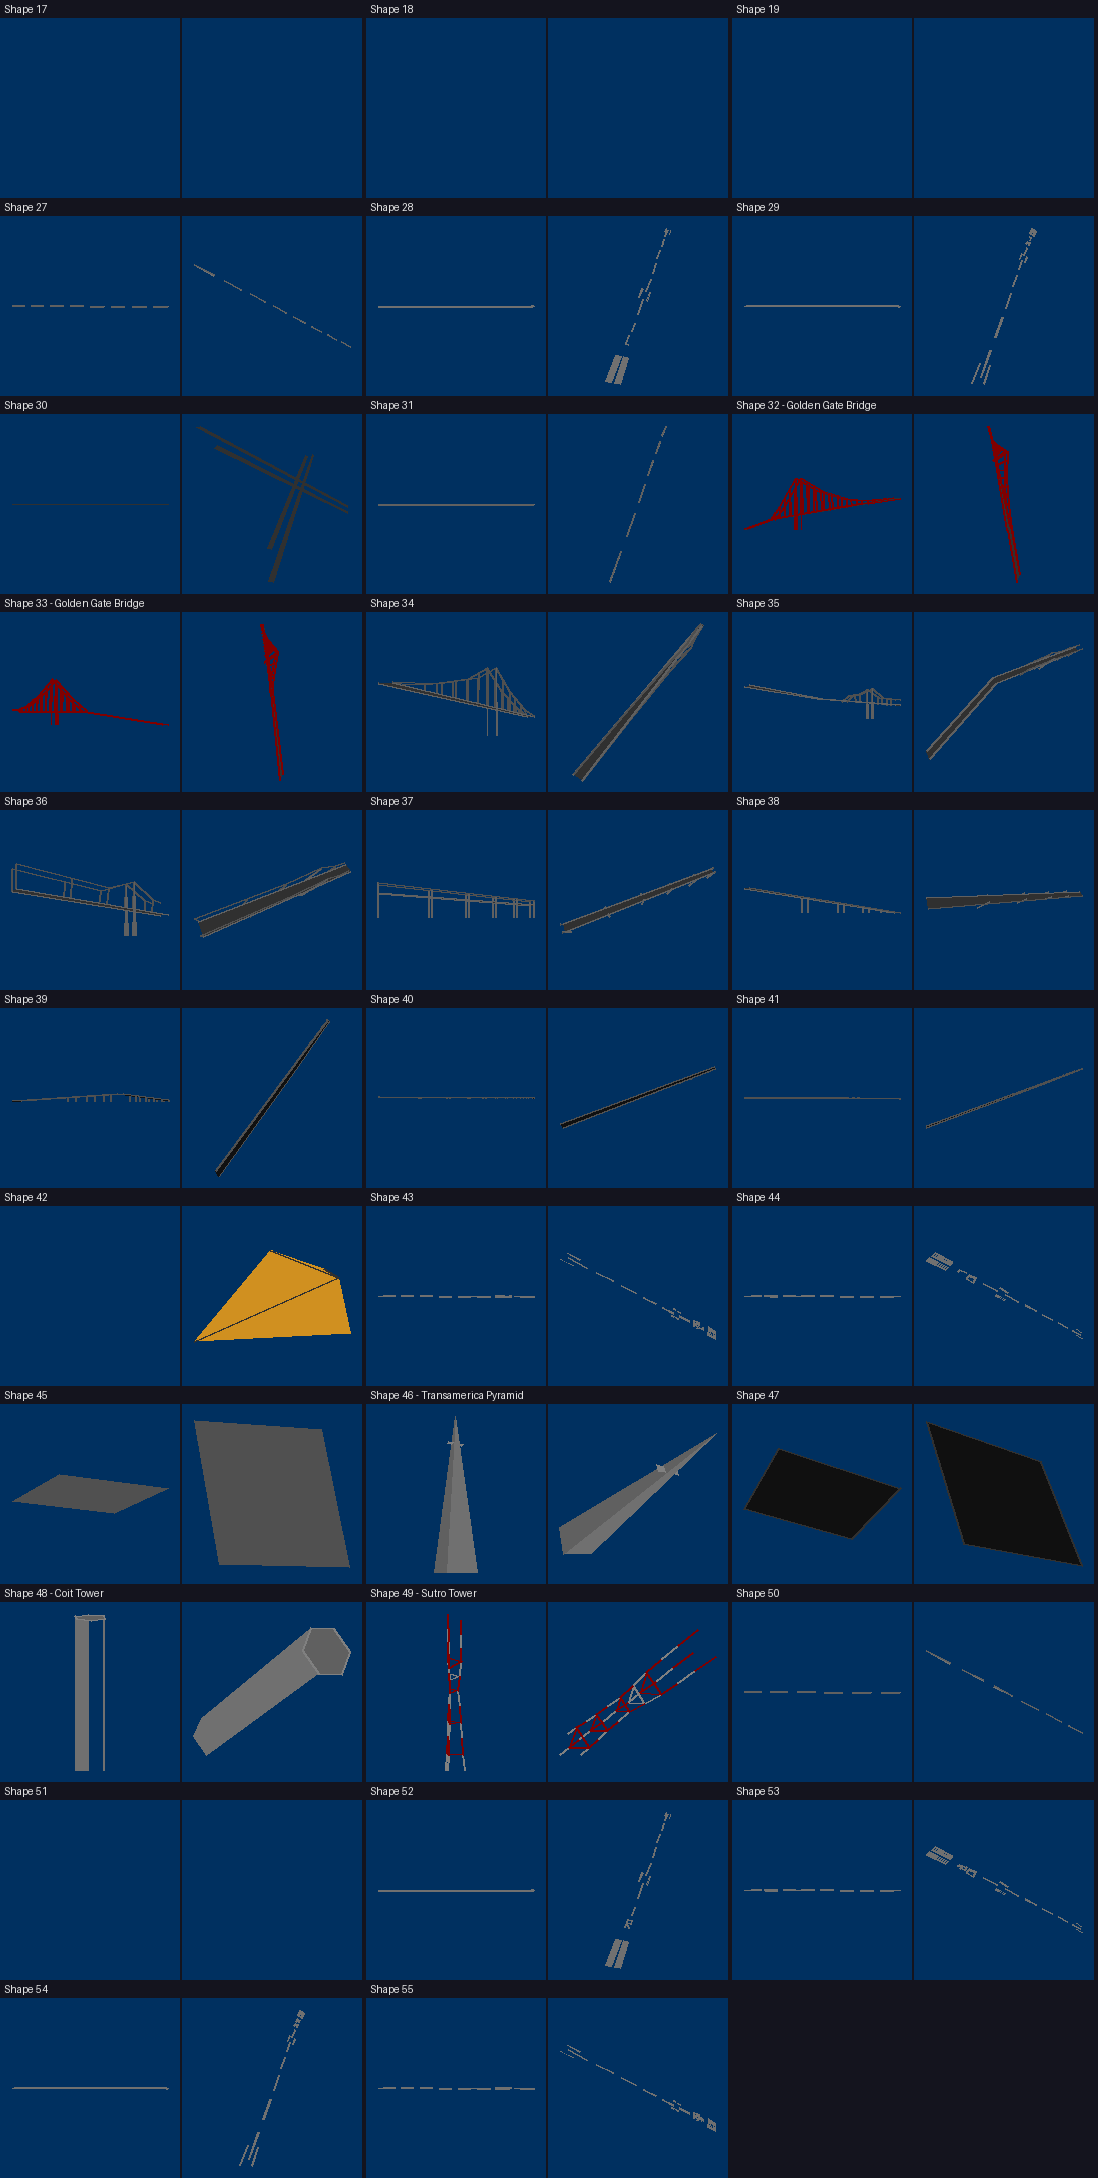 Shape 17
Shape 18
Shape 19
Shape 27
Shape 28
Shape 29
Shape 30
Shape 31
Shape 32 - Golden Gate Bridge
Shape 33 - Golden Gate Bridge
Shape 34
Shape 35
Shape 36
Shape 37
Shape 38
Shape 39
Shape 40
Shape 41
Shape 42
Shape 43
Shape 44
Shape 45
Shape 46 - Transamerica Pyramid
Shape 47
Shape 48 - Coit Tower
Shape 49 - Sutro Tower
Shape 50
Shape 51
Shape 52
Shape 53
Shape 54
Shape 55